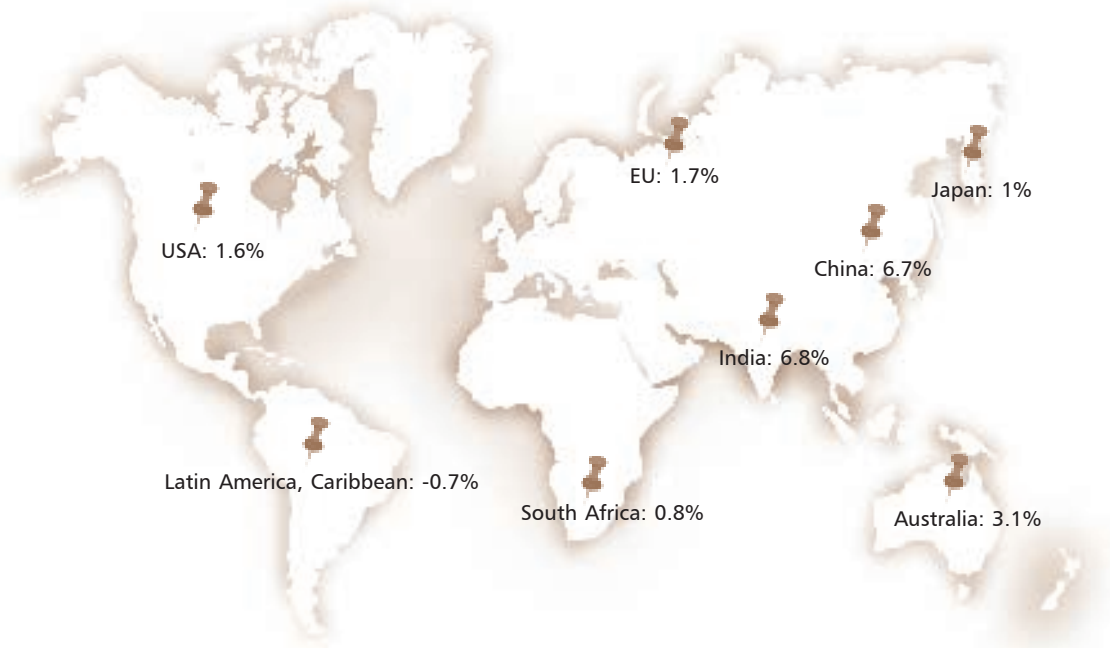 EU: 1.7%
Japan: 1%
USA: 1.6%
China: 6.7%
India: 6.8%
Latin America, Caribbean: -0.7%
South Africa: 0.8%
Australia: 3.1%